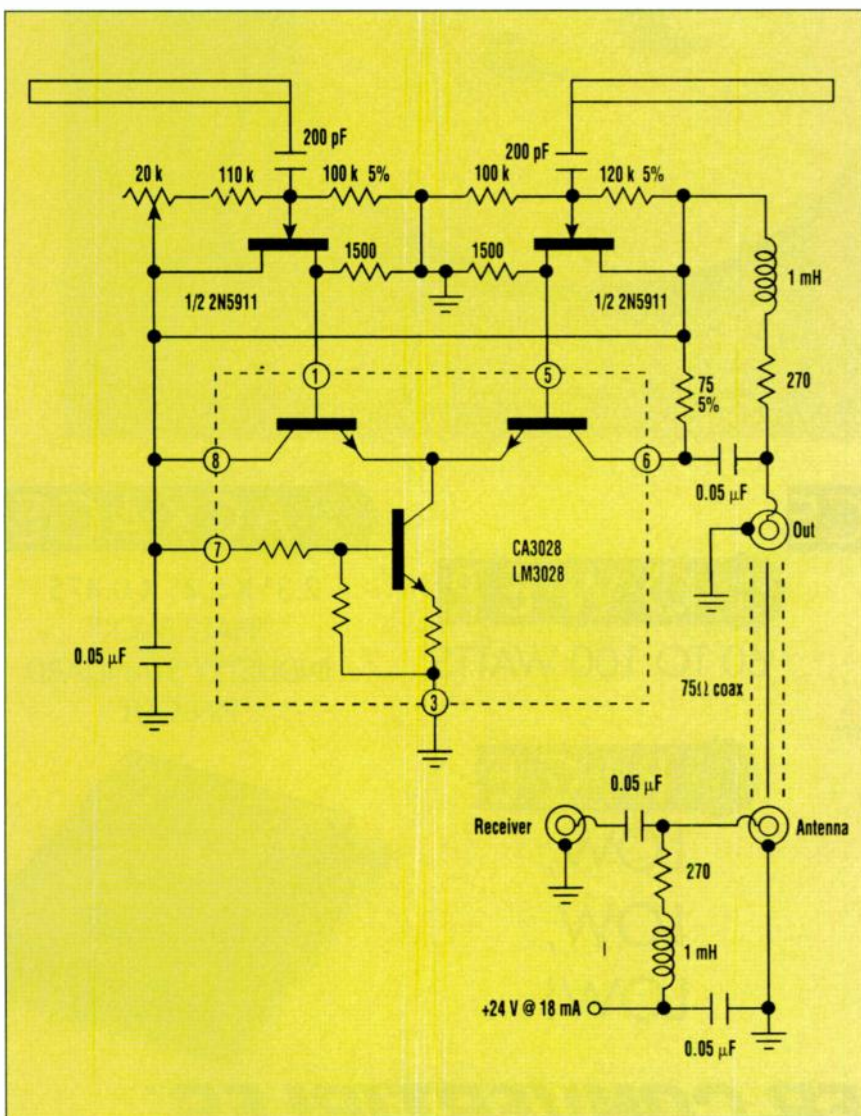 200 pF
200 pF
20 k
110 k
100 k 5%
100 k
120 k 5%
1500
1500
1 mH
1/2 2N5911
1/2 2N5911
1
5
75
5%
270
8
6
0.05 μF
Out
7
CA3028
LM3028
0.05 μF
75Ω coax
3
0.05 μF
Receiver
Antenna
270
1 mH
+24 V @ 18 mA
0.05 μF